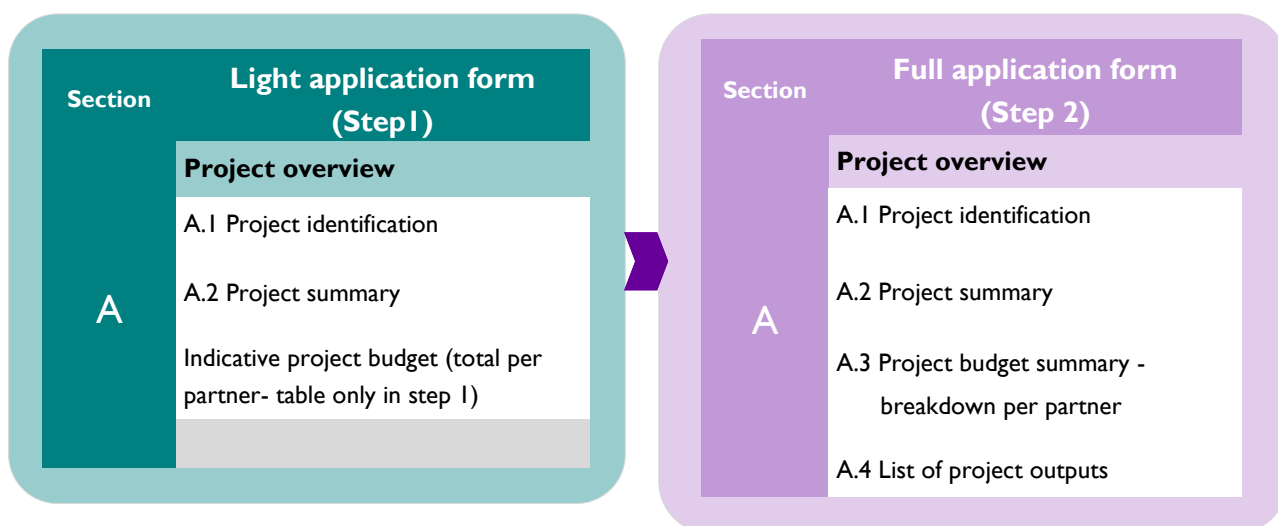 Section
Light application form
(Step1)
Project overview
A
A.1 Project identification
A.2 Project summary
Indicative project budget (total per
partner- table only in step 1)
Section
Full application form
(Step 2)
Project overview
A
A.1 Project identification
A.2 Project summary
A.3 Project budget summary -
breakdown per partner
A.4 List of project outputs